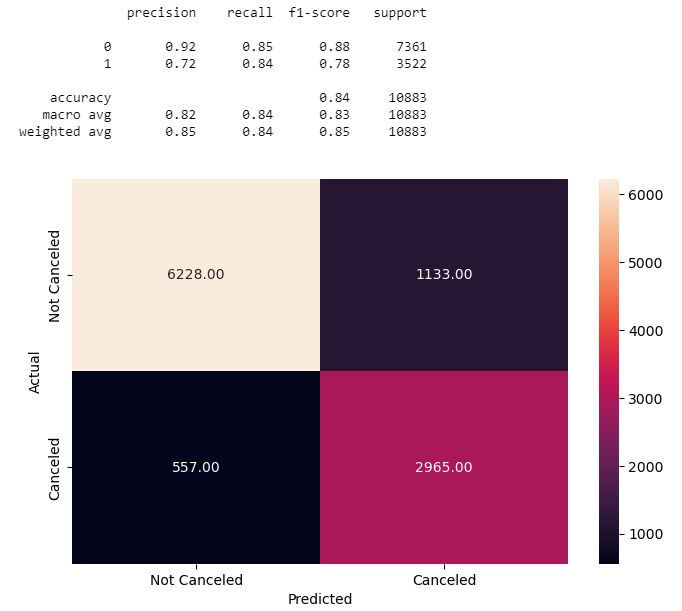 precision recall f1-score support
0 0.92 0.85 0.88 7361
1 0.72 0.84 0.78 3522
accuracy 0.84 10883
macro avg 0.82 0.84 0.83 10883
weighted avg 0.85 0.84 0.85 10883
6000
5000
4000
3000
2000
1000
Actual
Not Canceled
6228.00 1133.00
Canceled
557.00 2965.00
Not Canceled Canceled
Predicted